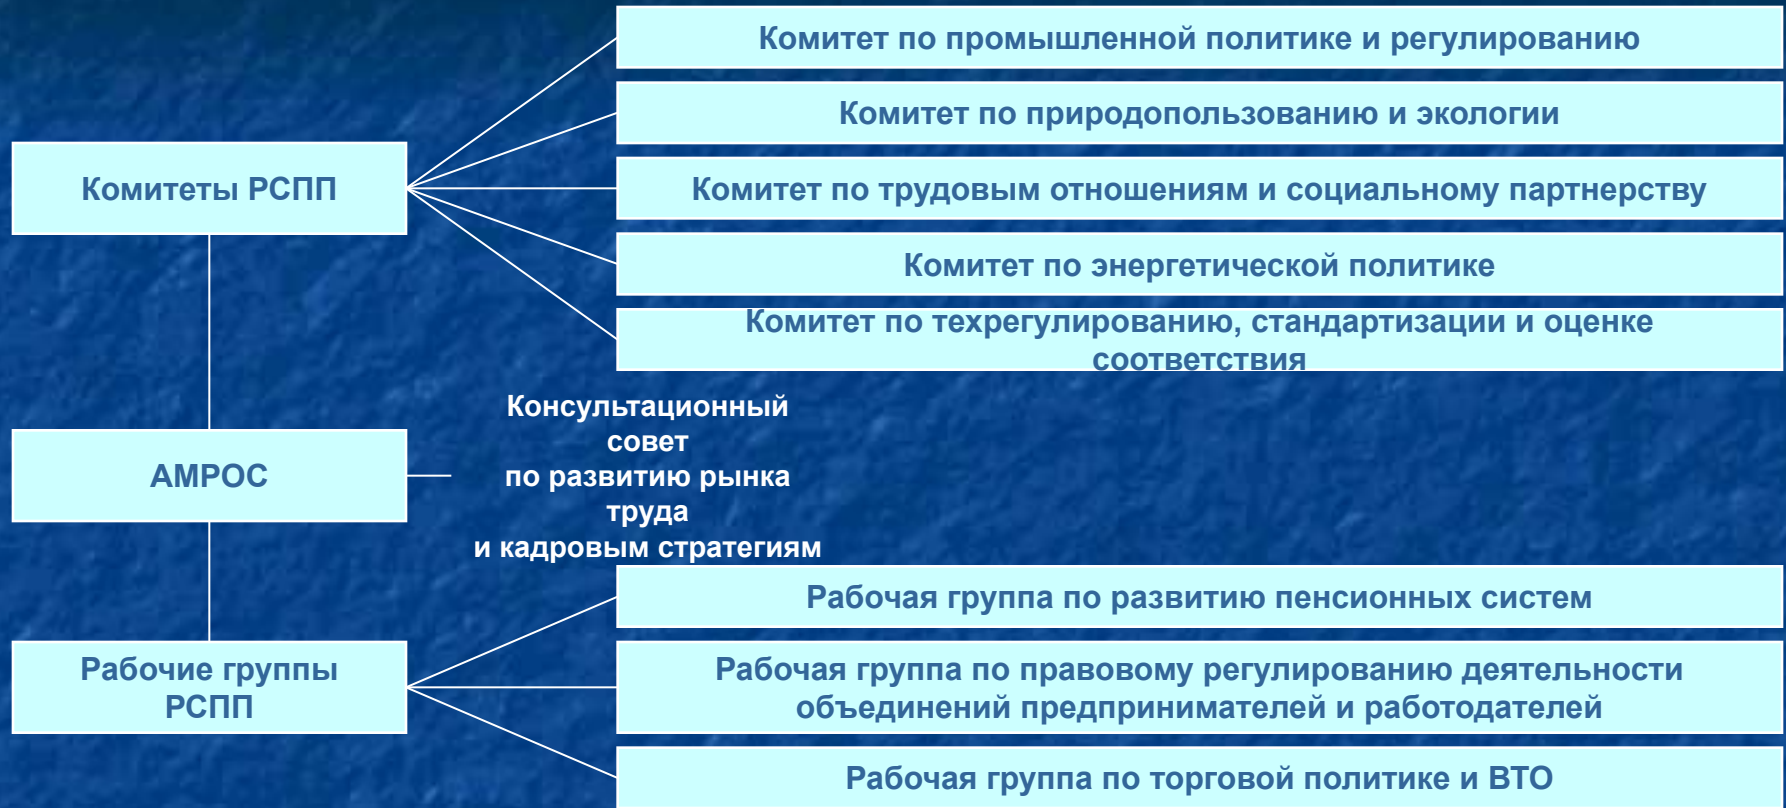 Комитет по промышленной политике и регулированию
Комитет по природопользованию и экологии
Комитеты РСПП
Комитет по трудовым отношениям и социальному партнерству
Комитет по энергетической политике
Комитет по техрегулированию, стандартизации и оценке
соответствия
Консультационный
совет
по развитию рынка
труда
и кадровым стратегиям
АМРОС
Рабочая группа по развитию пенсионных систем
Рабочие группы
РСПП
Рабочая группа по правовому регулированию деятельности
объединений предпринимателей и работодателей
Рабочая группа по торговой политике и ВТО